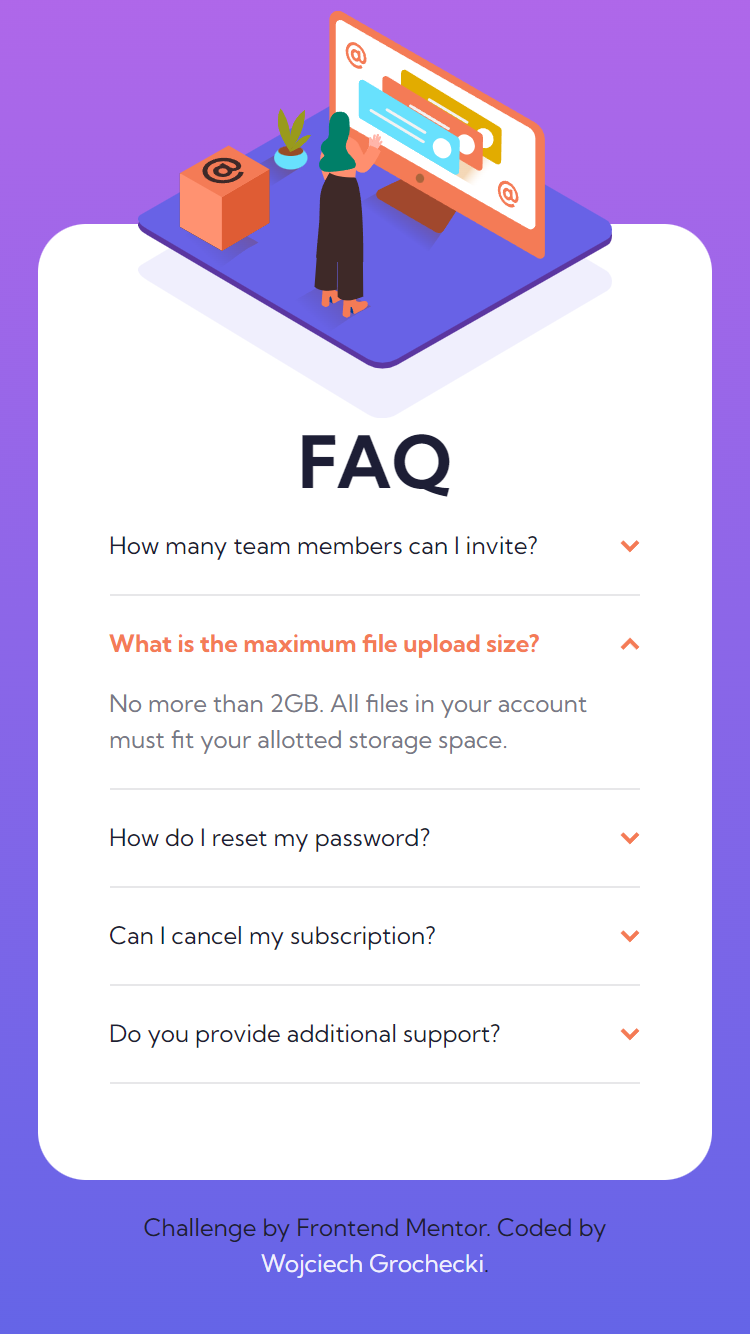 @
@
@
FAQ
How many team members can I invite?
What is the maximum file upload size?
No more than 2GB. All files in your account
must fit your allotted storage space.
How do I reset my password?
Can I cancel my subscription?
Do you provide additional support?
Challenge by Frontend Mentor. Coded by
Wojciech Grochecki.